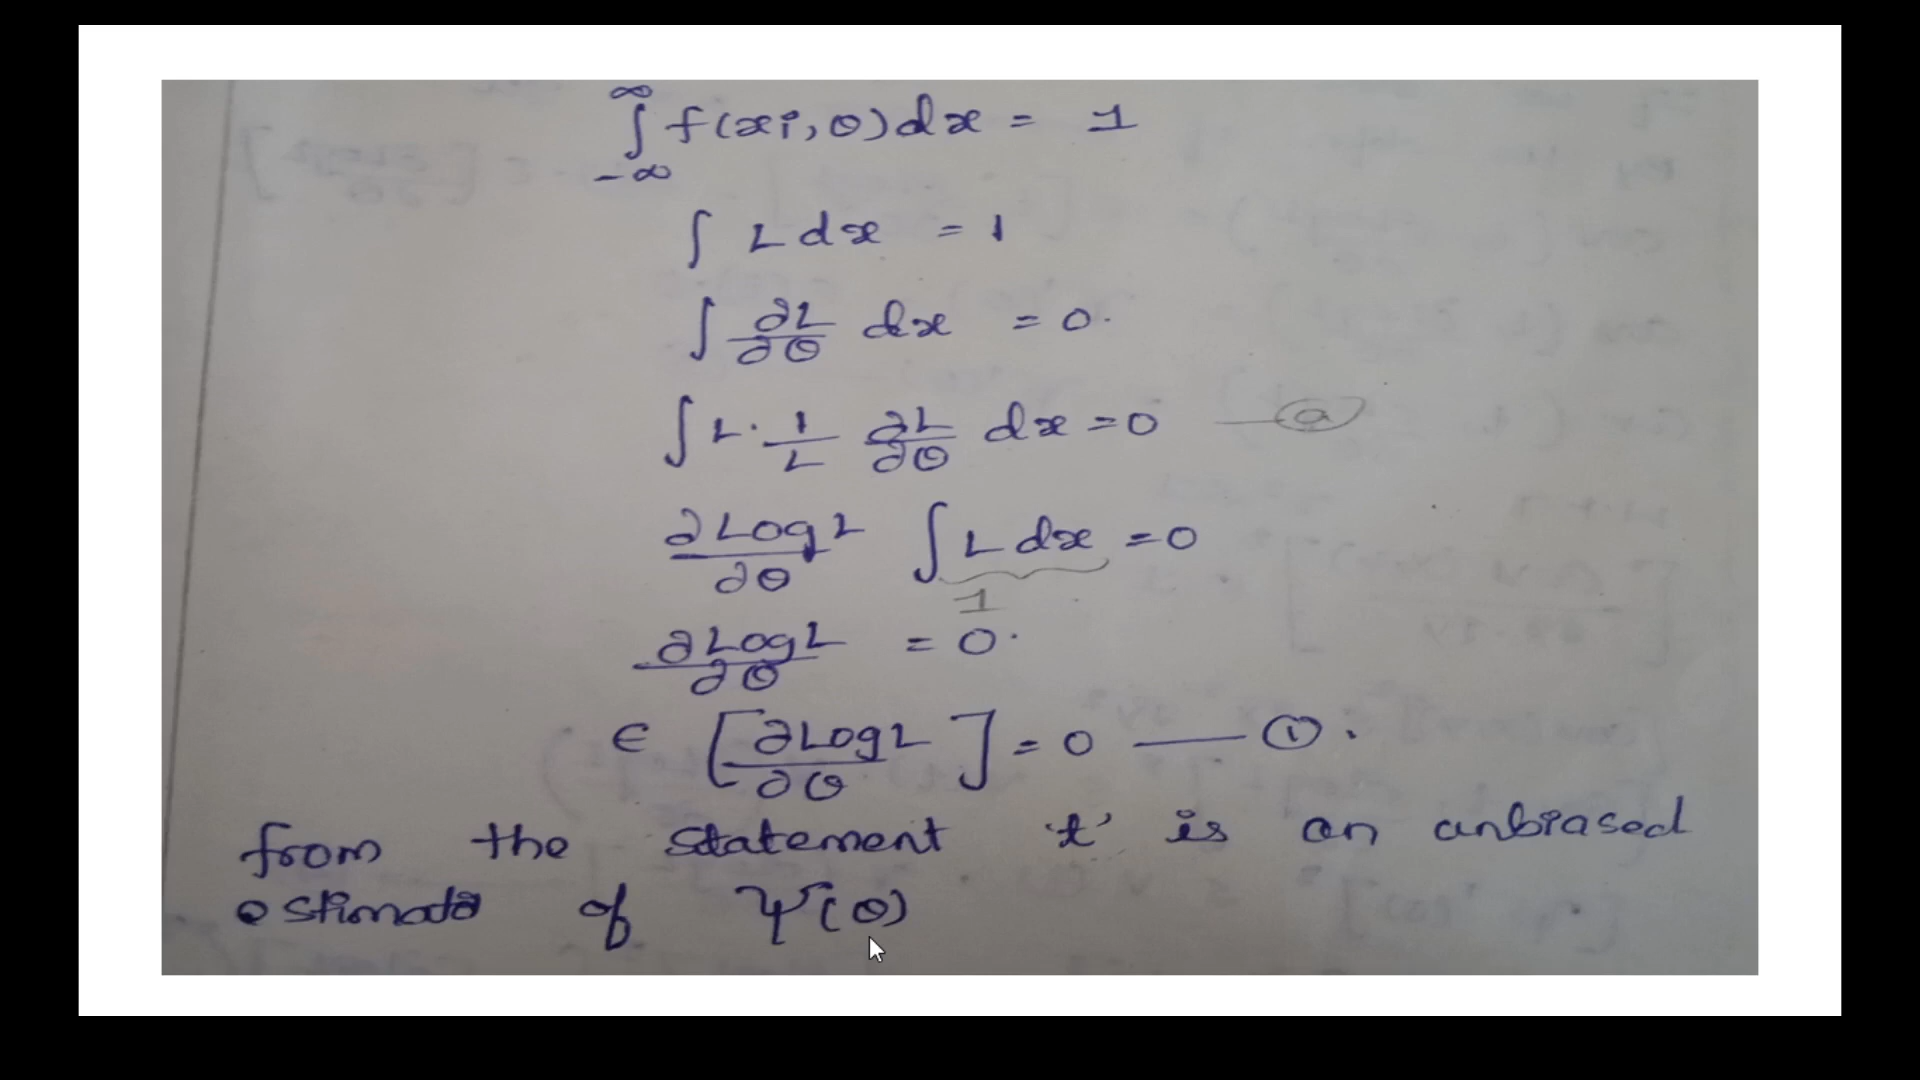 ∫_{-∞}^{∞} f(xi, θ) dx = 1
∫ L dx = 1
∫ ∂L/∂θ dx = 0.
∫ L · 1/L ∂L/∂θ dx = 0 — ⓐ
∂LogL/∂θ ∫ L dx = 0
1
∂LogL/∂θ = 0.
E [∂LogL/∂θ] = 0 — ①.
from the statement 't' is an unbiased
estimate of Ψ(θ)